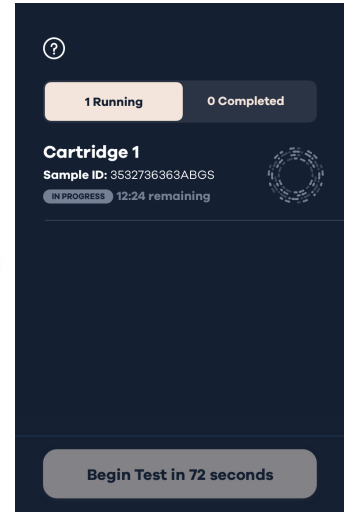 ?
1 Running
0 Completed
Cartridge 1
Sample ID: 3532736363ABGS
IN PROGRESS 12:24 remaining
Begin Test in 72 seconds